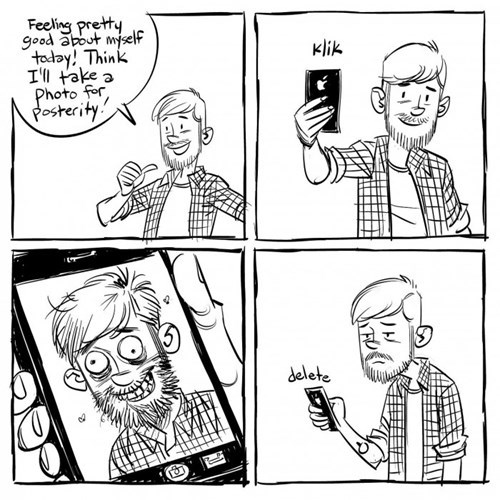 Feeling pretty
good about myself
today! Think
I'll take a
Photo for
Posterity!
klik
delete